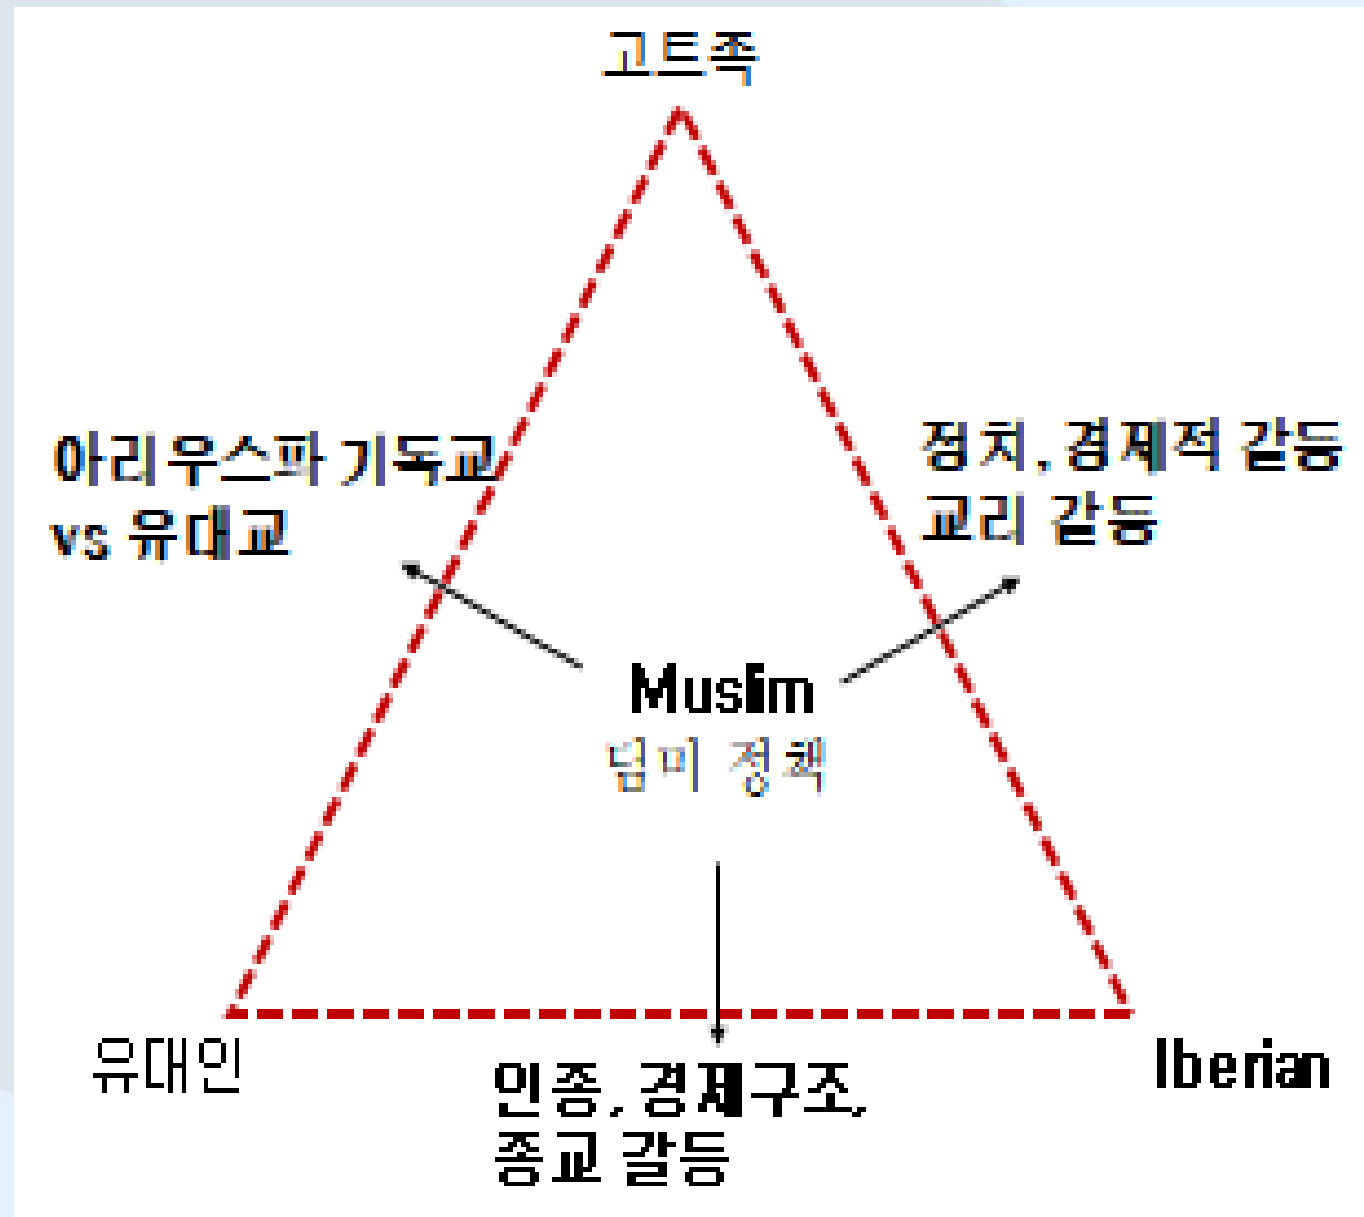 고트족
아리우스파 기독교
vs 유대교
정치, 경제적 갈등
교리 갈등
Muslim
딤미 정책
유대인
Iberian
인종, 경제구조,
종교 갈등